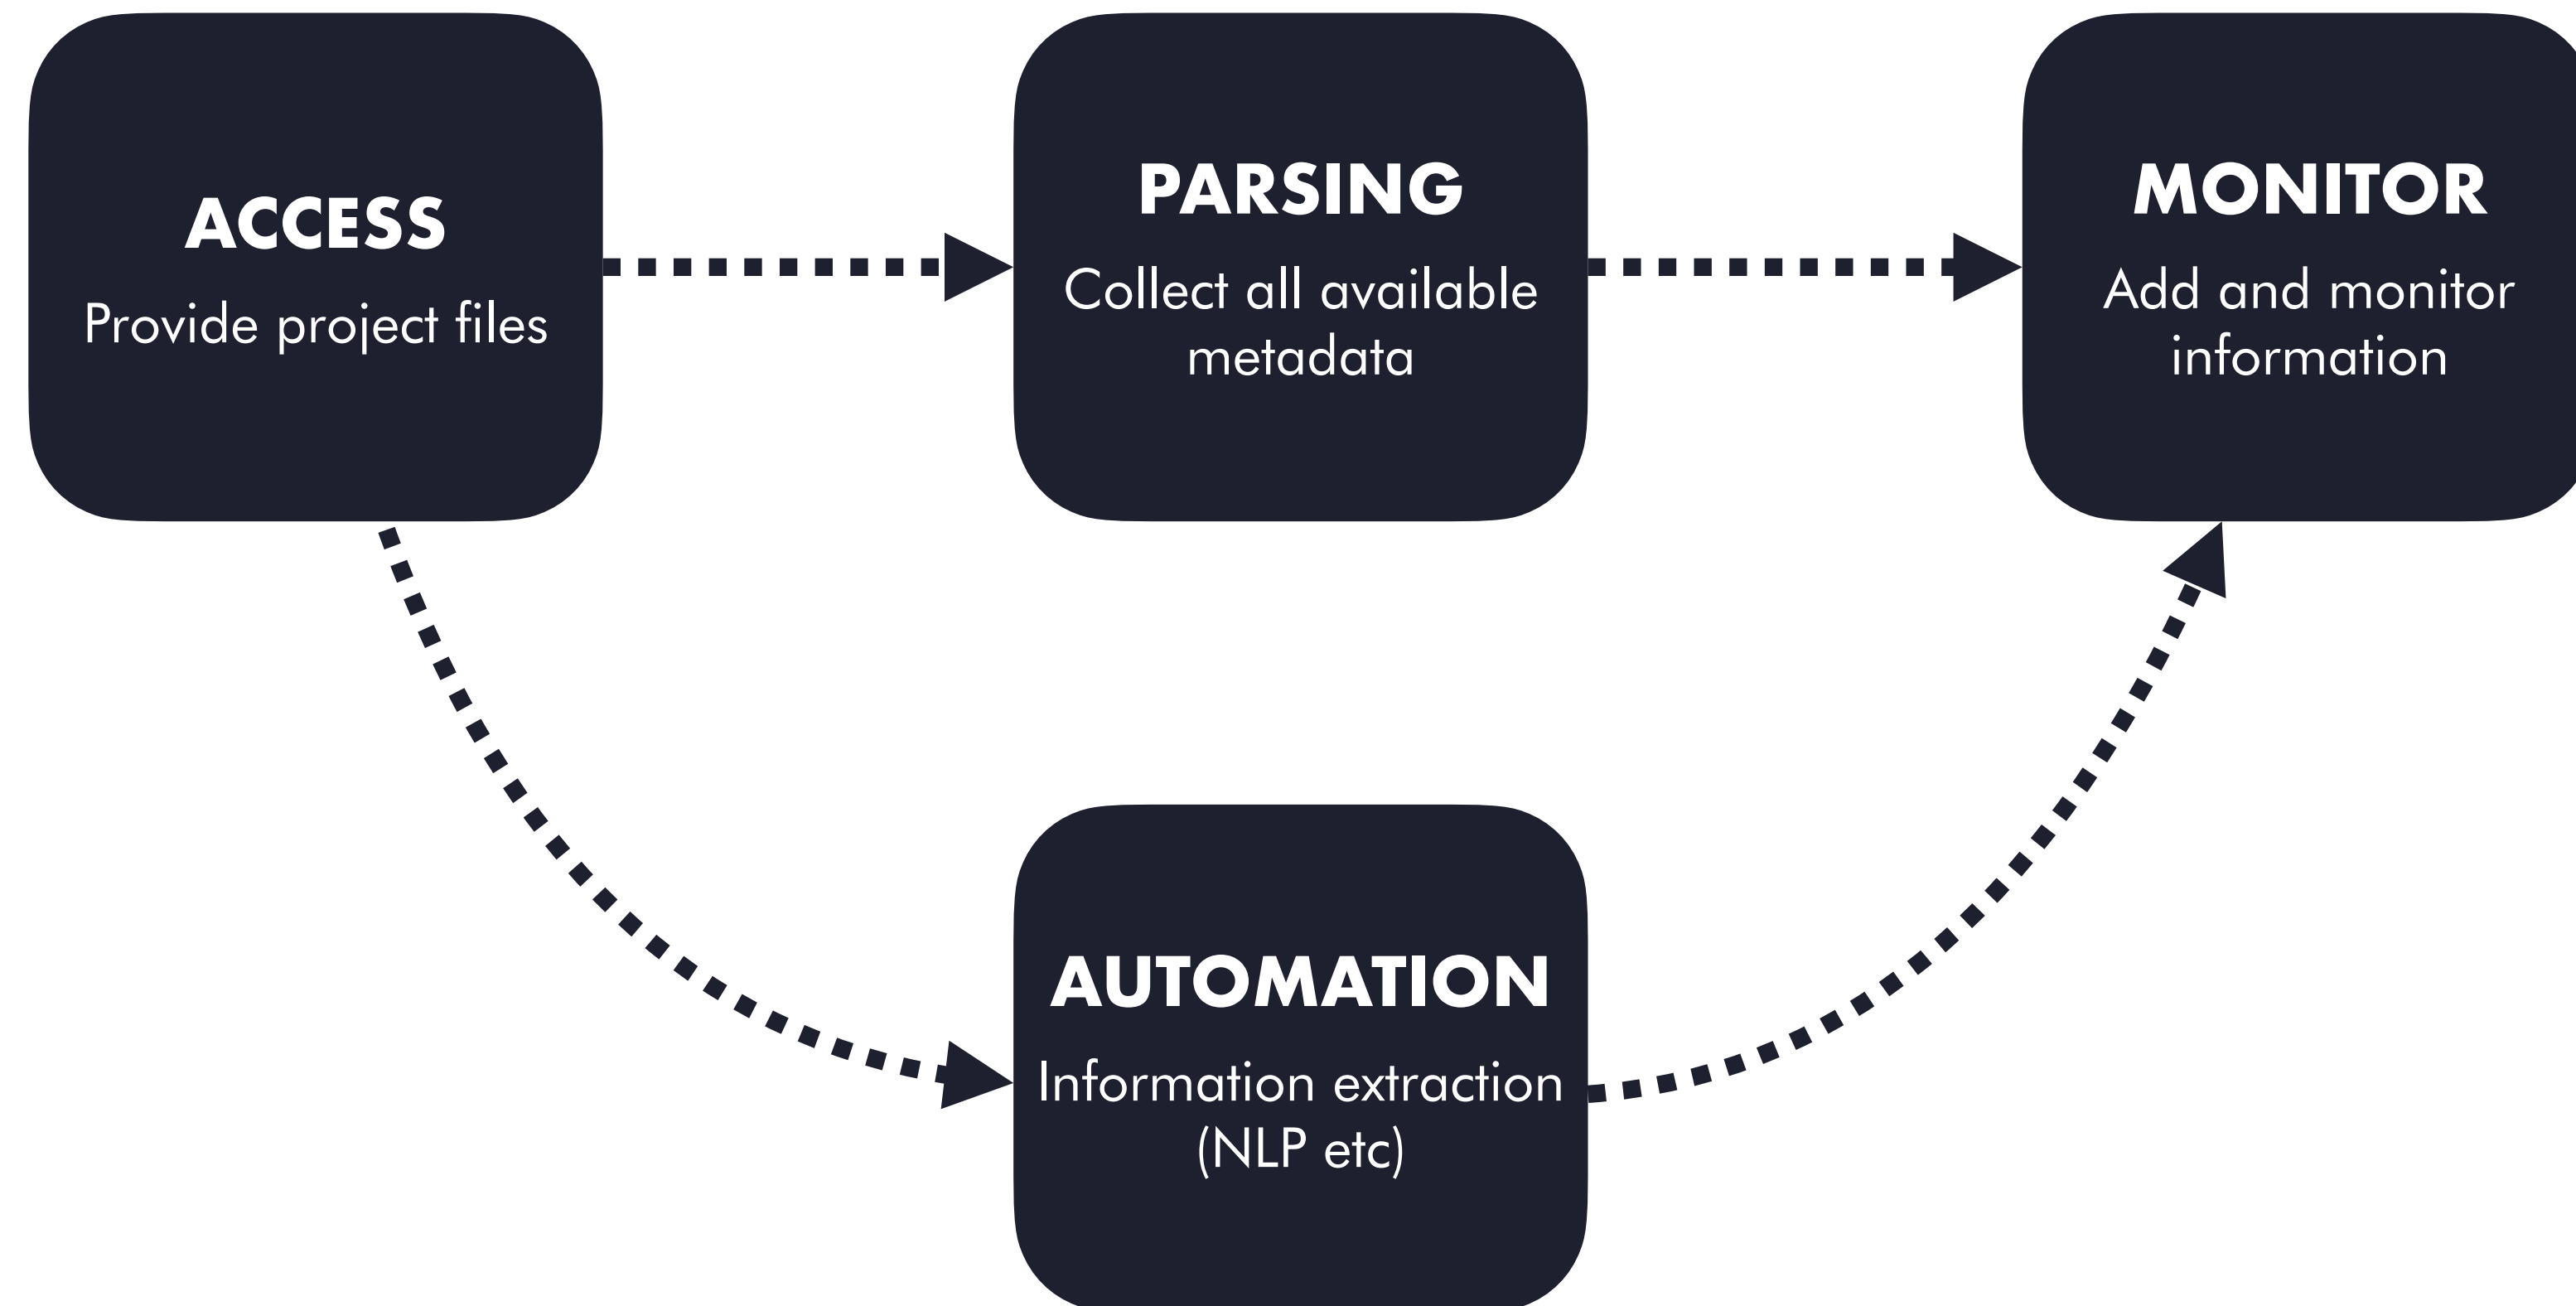 ACCESS
Provide project files
PARSING
Collect all available
metadata
MONITOR
Add and monitor
information
AUTOMATION
Information extraction
(NLP etc)